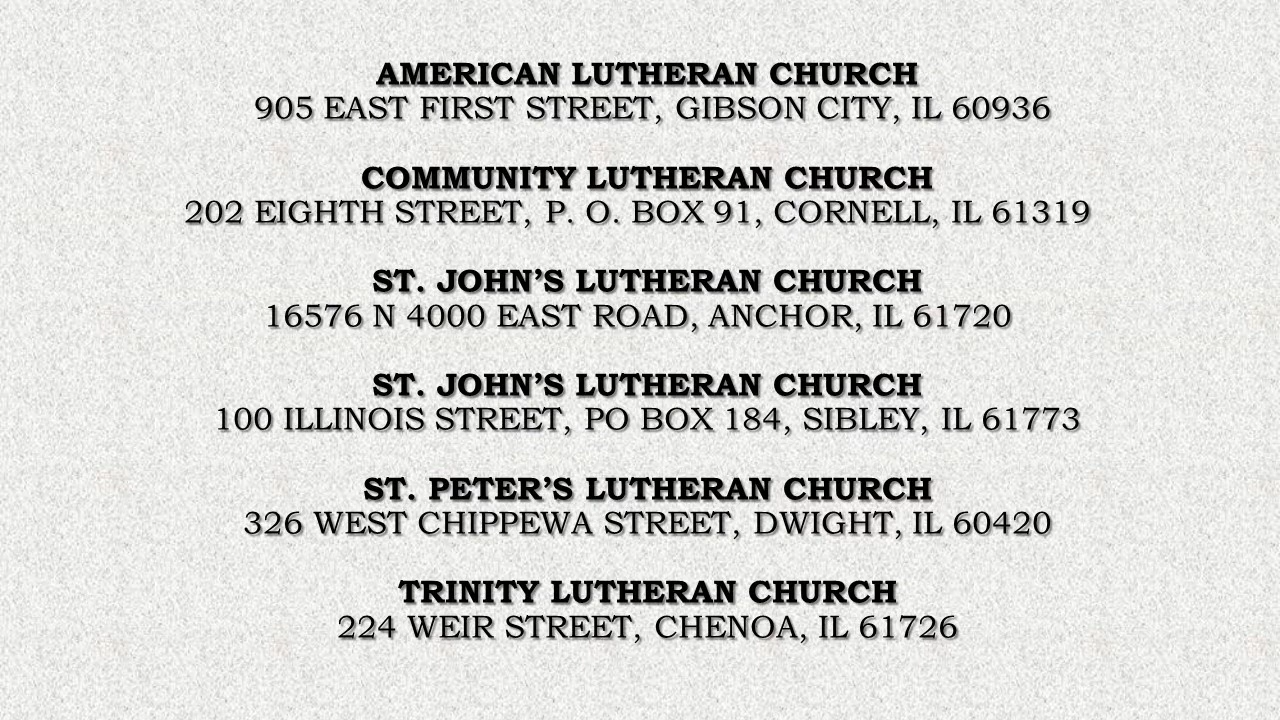 AMERICAN LUTHERAN CHURCH
905 EAST FIRST STREET, GIBSON CITY, IL 60936
COMMUNITY LUTHERAN CHURCH
202 EIGHTH STREET, P. O. BOX 91, CORNELL, IL 61319
ST. JOHN’S LUTHERAN CHURCH
16576 N 4000 EAST ROAD, ANCHOR, IL 61720
ST. JOHN’S LUTHERAN CHURCH
100 ILLINOIS STREET, PO BOX 184, SIBLEY, IL 61773
ST. PETER’S LUTHERAN CHURCH
326 WEST CHIPPEWA STREET, DWIGHT, IL 60420
TRINITY LUTHERAN CHURCH
224 WEIR STREET, CHENOA, IL 61726